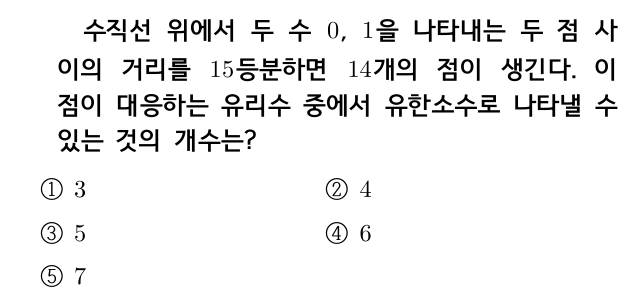 수직선 위에서 두 수 0, 1을 나타내는 두 점 사
이의 거리를 15등분하면 14개의 점이 생긴다. 이
점이 대응하는 유리수 중에서 유한소수로 나타낼 수
있는 것의 개수는?
① 3 ② 4
③ 5 ④ 6
⑤ 7